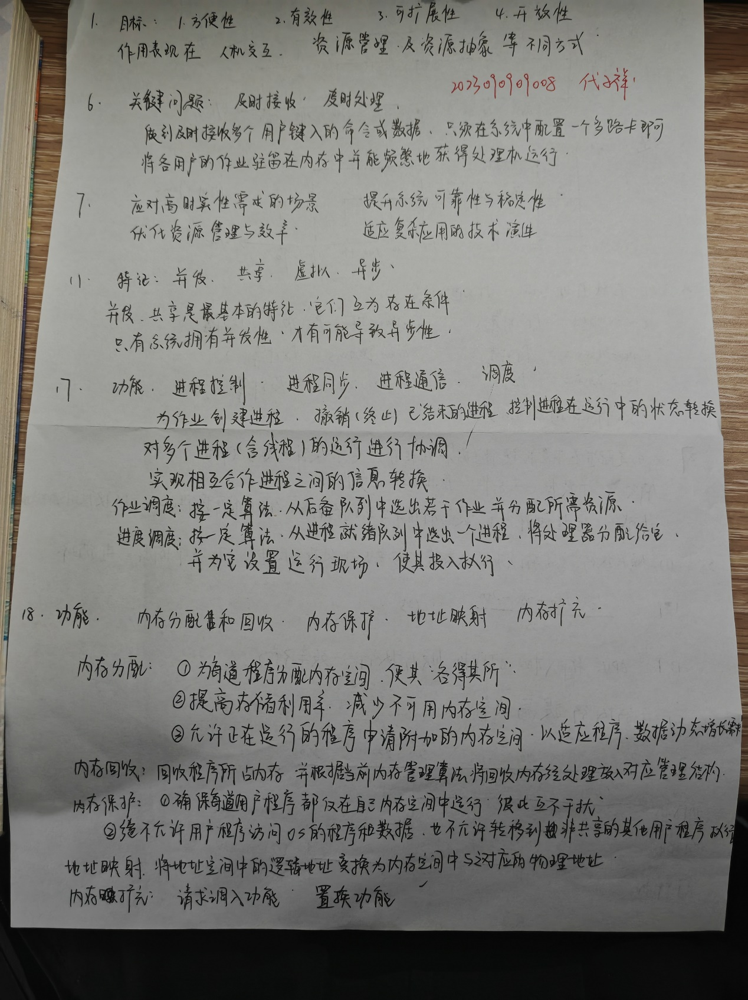 1. 目标: 1.方便性 2.有效性 3.可扩展性 4.开放性
作用表现在 人机交互. 资源管理.及资源抽象等不同方式.
2023090909008 代子祥.
6. 关键问题: 及时接收. 及时处理.
做到及时接收多个用户键入的命令或数据、只须在系统中配置一个多路卡即可
将各用户的作业驻留在内存中并能频繁地获得处理机运行.
7. 应对高时实性需求的场景 提升系统可靠性与稳定性.
优化资源管理与效率. 适应复杂应用的技术演进
11. 特征: 并发. 共享. 虚拟. 异步、
并发、共享是最基本的特征.它们互为存在条件.
只有系统拥有并发性、才有可能导致异步性.
17. 功能. 进程控制. 进程同步. 进程通信. 调度.
为作业创建进程. 撤销(终止)已结束的进程 控制进程在运行中的状态转换
对多个进程(含线程)的运行进行协调.
实现相互合作进程之间的信息转换.
作业调度: 按一定算法.从后备队列中选出若干作业并分配所需资源.
进度调度: 按一定算法.从进程就绪队列中选出一个进程.将处理器分配给它.
并为它设置运行现场、使其投入执行、
18. 功能. 内存分配和回收. 内存保护. 地址映射 内存扩充.
内存分配: ①为每道程序分配内存空间.使其“各得其所”.
②提高存储利用率. 减少不可用内存空间.
③允许正在运行的程序申请附加的内存空间.以适应程序、数据动态增长需求
内存回收: 回收程序所占内存 并根据当前内存管理算法将回收内存经处理放入对应管理结构.
内存保护: ①确保每道用户程序都仅在自己内存空间中运行.彼此互不干扰
②绝不允许用户程序访问OS的程序和数据.也不允许转移到非共享的其他用户程序执行
地址映射. 将地址空间中的逻辑地址变换为内存空间中与之对应的物理地址.
内存扩充: 请求调入功能 置换功能